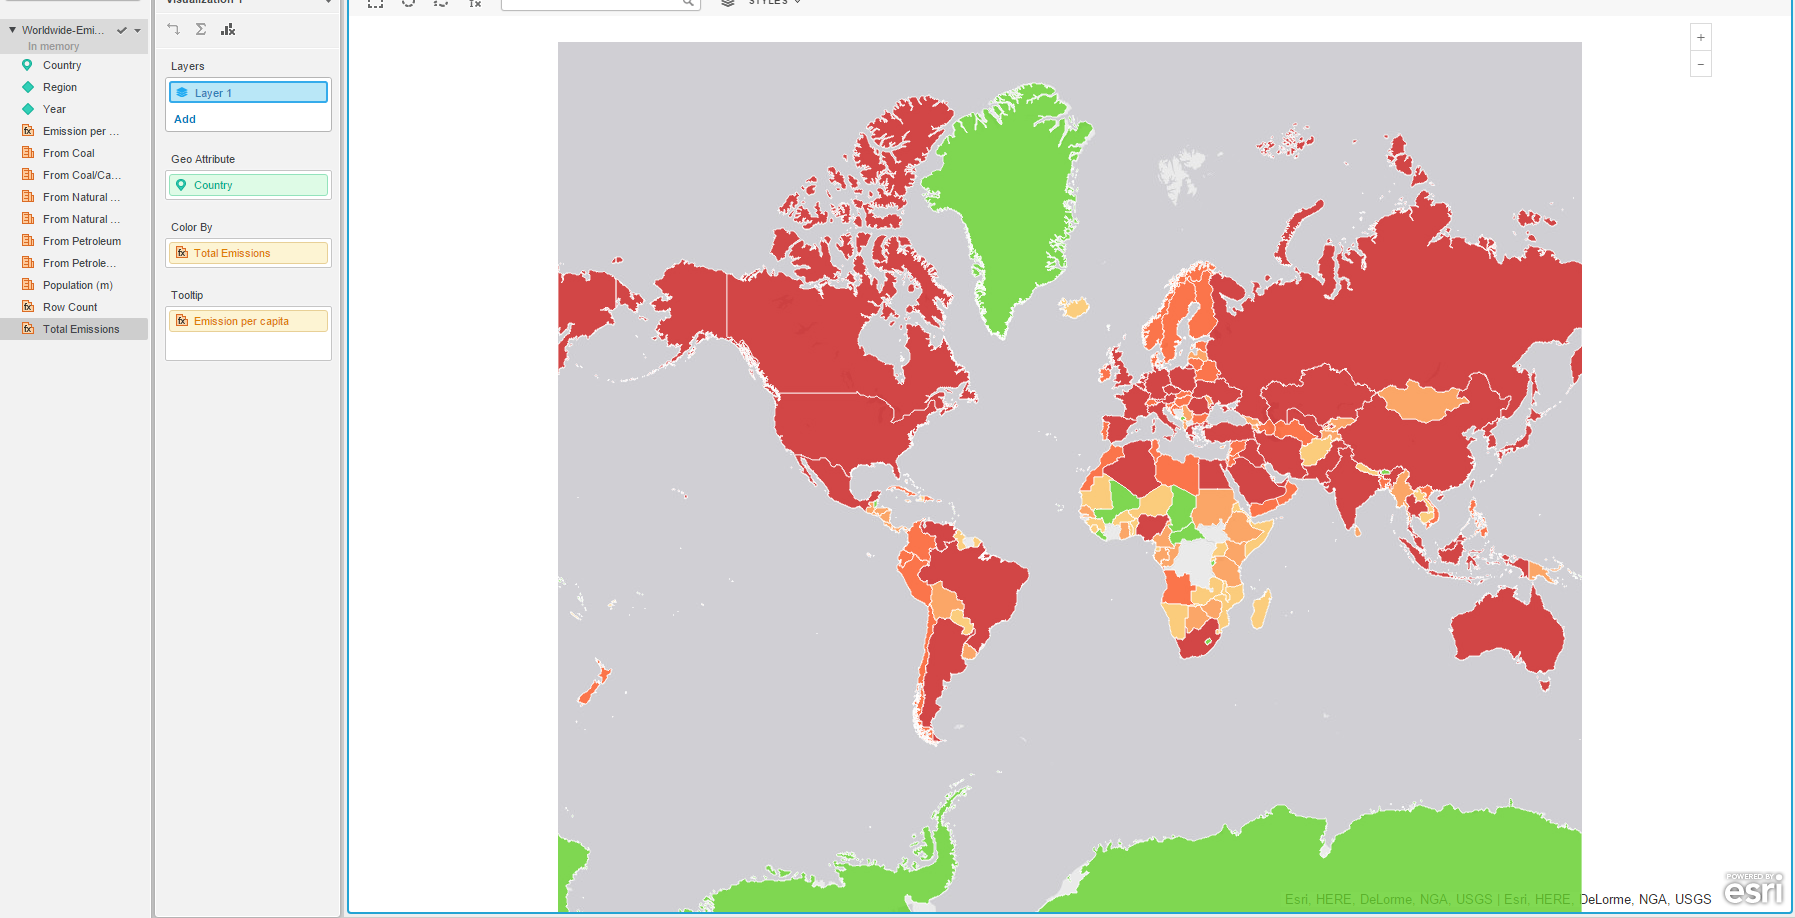 Visualization 1
STYLES
Worldwide-Emi...
In memory
Country
Region
Year
Emission per ...
From Coal
From Coal/Ca...
From Natural ...
From Natural ...
From Petroleum
From Petrole...
Population (m)
Row Count
Total Emissions
Layers
Layer 1
Add
Geo Attribute
Country
Color By
Total Emissions
Tooltip
Emission per capita
+
−
Esri, HERE, DeLorme, NGA, USGS | Esri, HERE, DeLorme, NGA, USGS
POWERED BY
esri